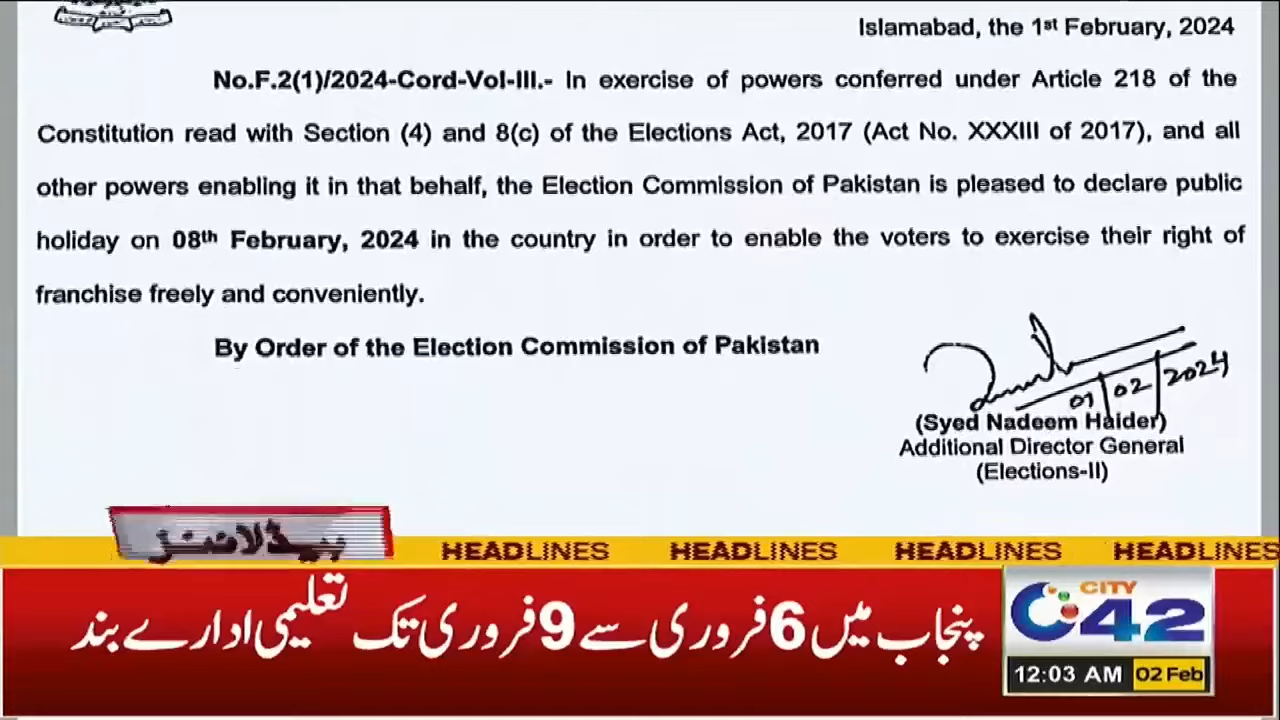 Islamabad, the 1st February, 2024
No.F.2(1)/2024-Cord-Vol-III.- In exercise of powers conferred under Article 218 of the
Constitution read with Section (4) and 8(c) of the Elections Act, 2017 (Act No. XXXIII of 2017), and all
other powers enabling it in that behalf, the Election Commission of Pakistan is pleased to declare public
holiday on 08th February, 2024 in the country in order to enable the voters to exercise their right of
franchise freely and conveniently.
By Order of the Election Commission of Pakistan
01/02/2024
(Syed Nadeem Haider)
Additional Director General
(Elections-II)
ہیڈلائنز
HEADLINES HEADLINES HEADLINES HEADLINES
پنجاب میں 6 فروری سے 9 فروری تک تعلیمی ادارے بند
CITY
42
12:03 AM 02 Feb